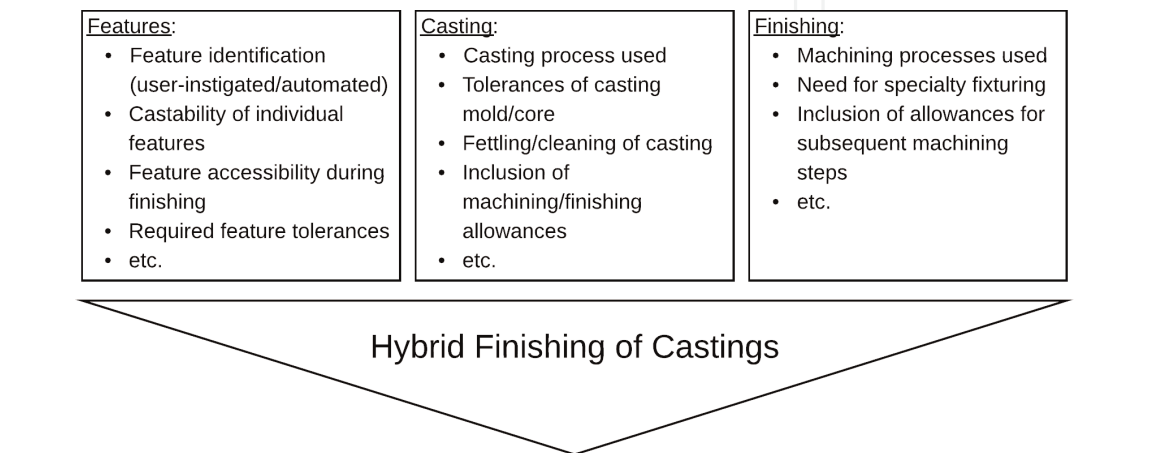 Features:
• Feature identification
(user-instigated/automated)
• Castability of individual
features
• Feature accessibility during
finishing
• Required feature tolerances
• etc.
Casting:
• Casting process used
• Tolerances of casting
mold/core
• Fettling/cleaning of casting
• Inclusion of
machining/finishing
allowances
• etc.
Finishing:
• Machining processes used
• Need for specialty fixturing
• Inclusion of allowances for
subsequent machining
steps
• etc.
Hybrid Finishing of Castings